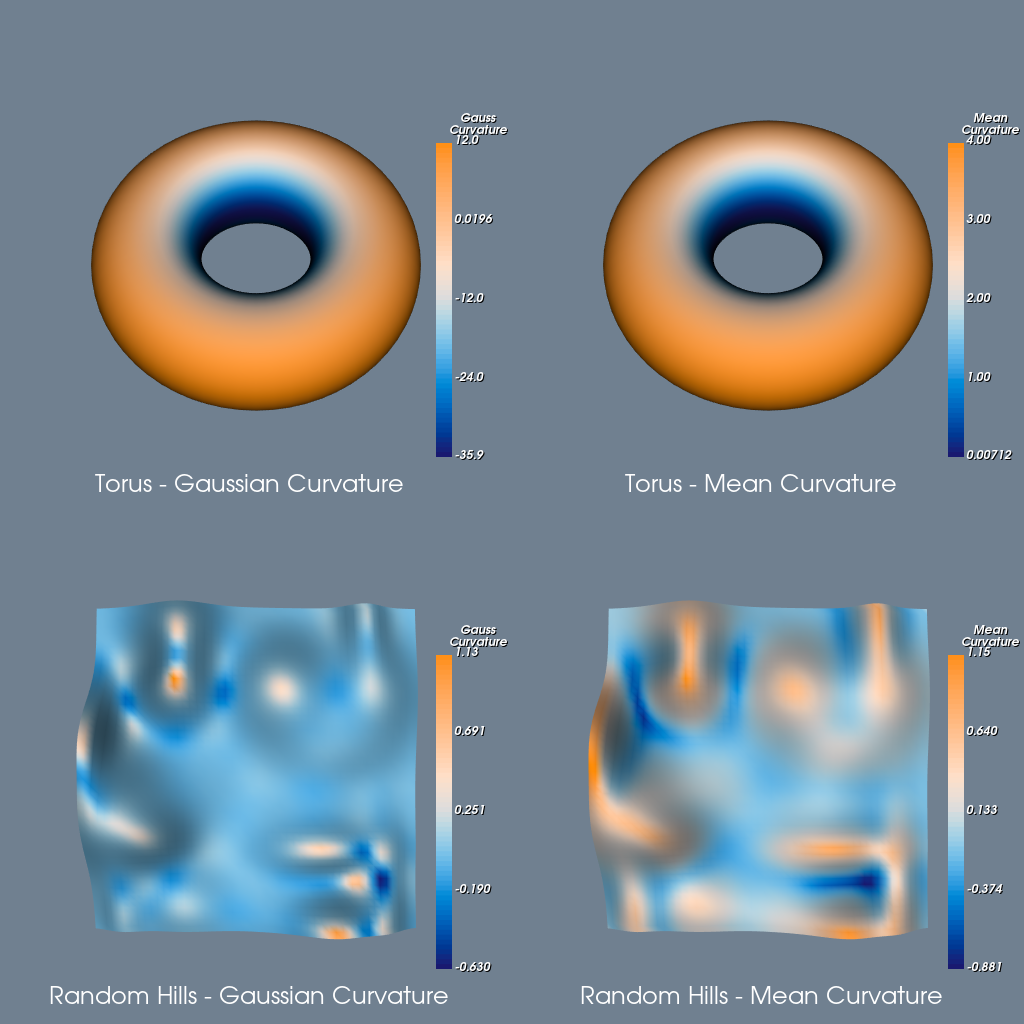 Gauss
Curvature
12.0
0.0196
-12.0
-24.0
-35.9
Torus - Gaussian Curvature
Mean
Curvature
4.00
3.00
2.00
1.00
0.00712
Torus - Mean Curvature
Gauss
Curvature
1.13
0.691
0.251
-0.190
-0.630
Random Hills - Gaussian Curvature
Mean
Curvature
1.15
0.640
0.133
-0.374
-0.881
Random Hills - Mean Curvature